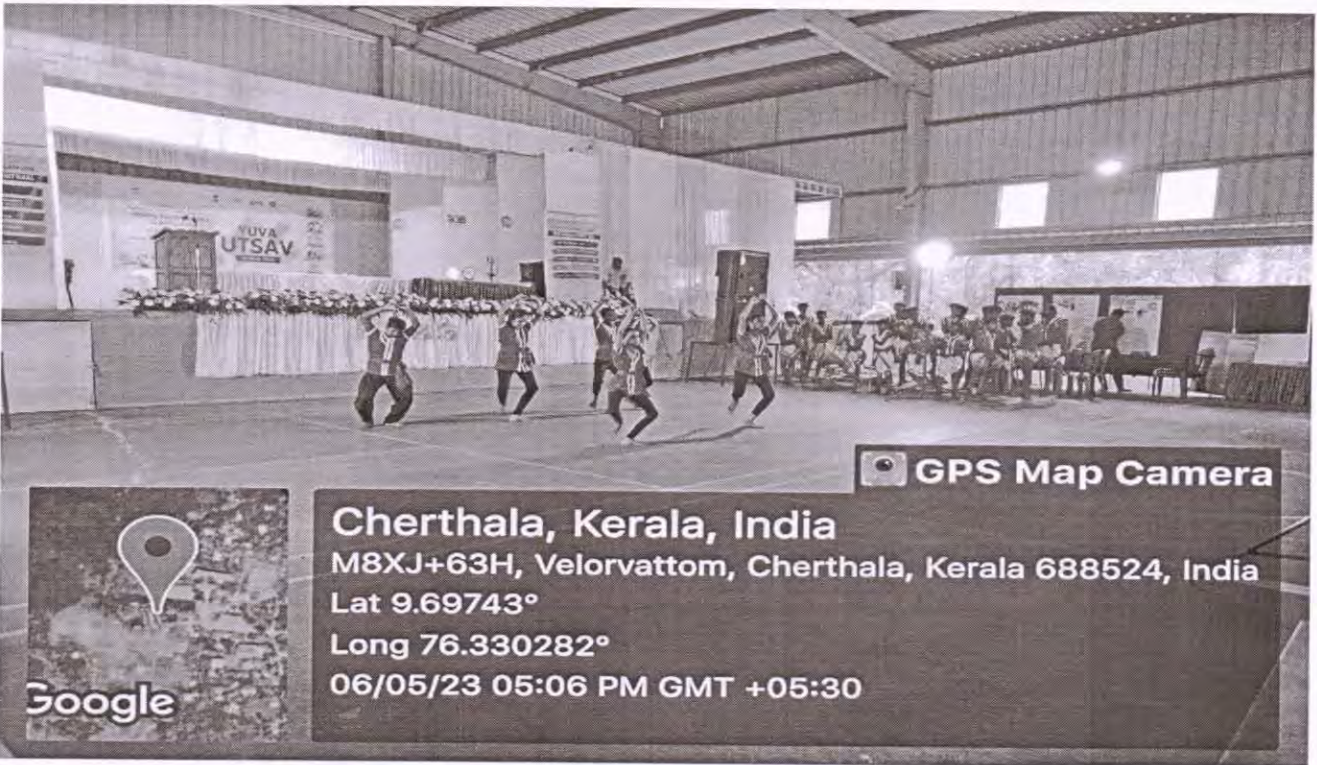 YUVA
UTSAV
GPS Map Camera
Cherthala, Kerala, India
M8XJ+63H, Velorvattom, Cherthala, Kerala 688524, India
Lat 9.69743°
Long 76.330282°
06/05/23 05:06 PM GMT +05:30
Google